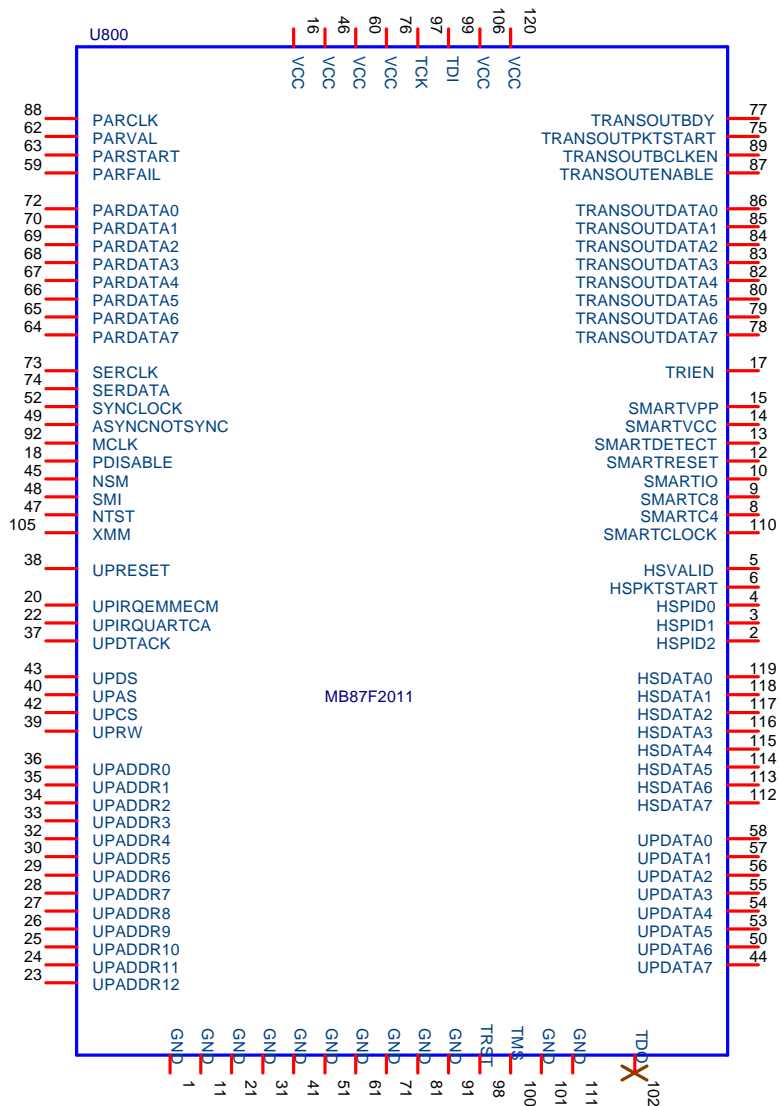 U800
16 46 60 76 97 99 106 120
VCC VCC VCC VCC TCK TDI VCC VCC
88 PARCLK
62 PARVAL
63 PARSTART
59 PARFAIL
72 PARDATA0
70 PARDATA1
69 PARDATA2
68 PARDATA3
67 PARDATA4
66 PARDATA5
65 PARDATA6
64 PARDATA7
73 SERCLK
74 SERDATA
52 SYNCLOCK
49 ASYNCNOTSYNC
92 MCLK
18 PDISABLE
45 NSM
48 SMI
47 NTST
105 XMM
38 UPRESET
20 UPIRQEMMECM
22 UPIRQUARTCA
37 UPDTACK
43 UPDS
40 UPAS
42 UPCS
39 UPRW
36 UPADDR0
35 UPADDR1
34 UPADDR2
33 UPADDR3
32 UPADDR4
30 UPADDR5
29 UPADDR6
28 UPADDR7
27 UPADDR8
26 UPADDR9
25 UPADDR10
24 UPADDR11
23 UPADDR12
MB87F2011
TRANSOUTBDY 77
TRANSOUTPKTSTART 75
TRANSOUTBCLKEN 89
TRANSOUTENABLE 87
TRANSOUTDATA0 86
TRANSOUTDATA1 85
TRANSOUTDATA2 84
TRANSOUTDATA3 83
TRANSOUTDATA4 82
TRANSOUTDATA5 80
TRANSOUTDATA6 79
TRANSOUTDATA7 78
TRIEN 17
SMARTVPP 15
SMARTVCC 14
SMARTDETECT 13
SMARTRESET 12
SMARTIO 10
SMARTC8 9
SMARTC4 8
SMARTCLOCK 110
HSVALID 5
HSPKTSTART 6
HSPID0 4
HSPID1 3
HSPID2 2
HSDATA0 119
HSDATA1 118
HSDATA2 117
HSDATA3 116
HSDATA4 115
HSDATA5 114
HSDATA6 113
HSDATA7 112
UPDATA0 58
UPDATA1 57
UPDATA2 56
UPDATA3 55
UPDATA4 54
UPDATA5 53
UPDATA6 50
UPDATA7 44
GND GND GND GND GND GND GND GND GND GND TRST TMS GND GND TDO
1 11 21 31 41 51 61 71 81 91 98 100 101 111 102